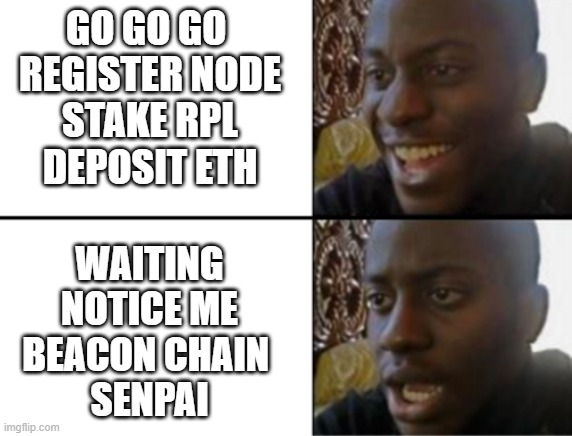 GO GO GO
REGISTER NODE
STAKE RPL
DEPOSIT ETH
WAITING
NOTICE ME
BEACON CHAIN
SENPAI
imgflip.com